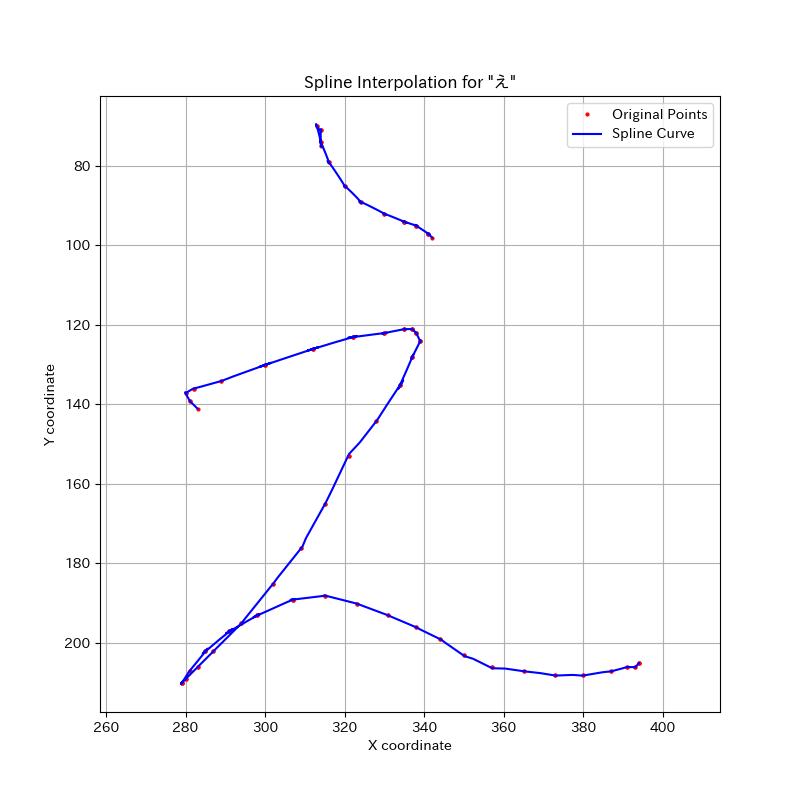 Spline Interpolation for "え"
Original Points
Spline Curve
80
100
120
140
160
180
200
Y coordinate
260 280 300 320 340 360 380 400
X coordinate
え